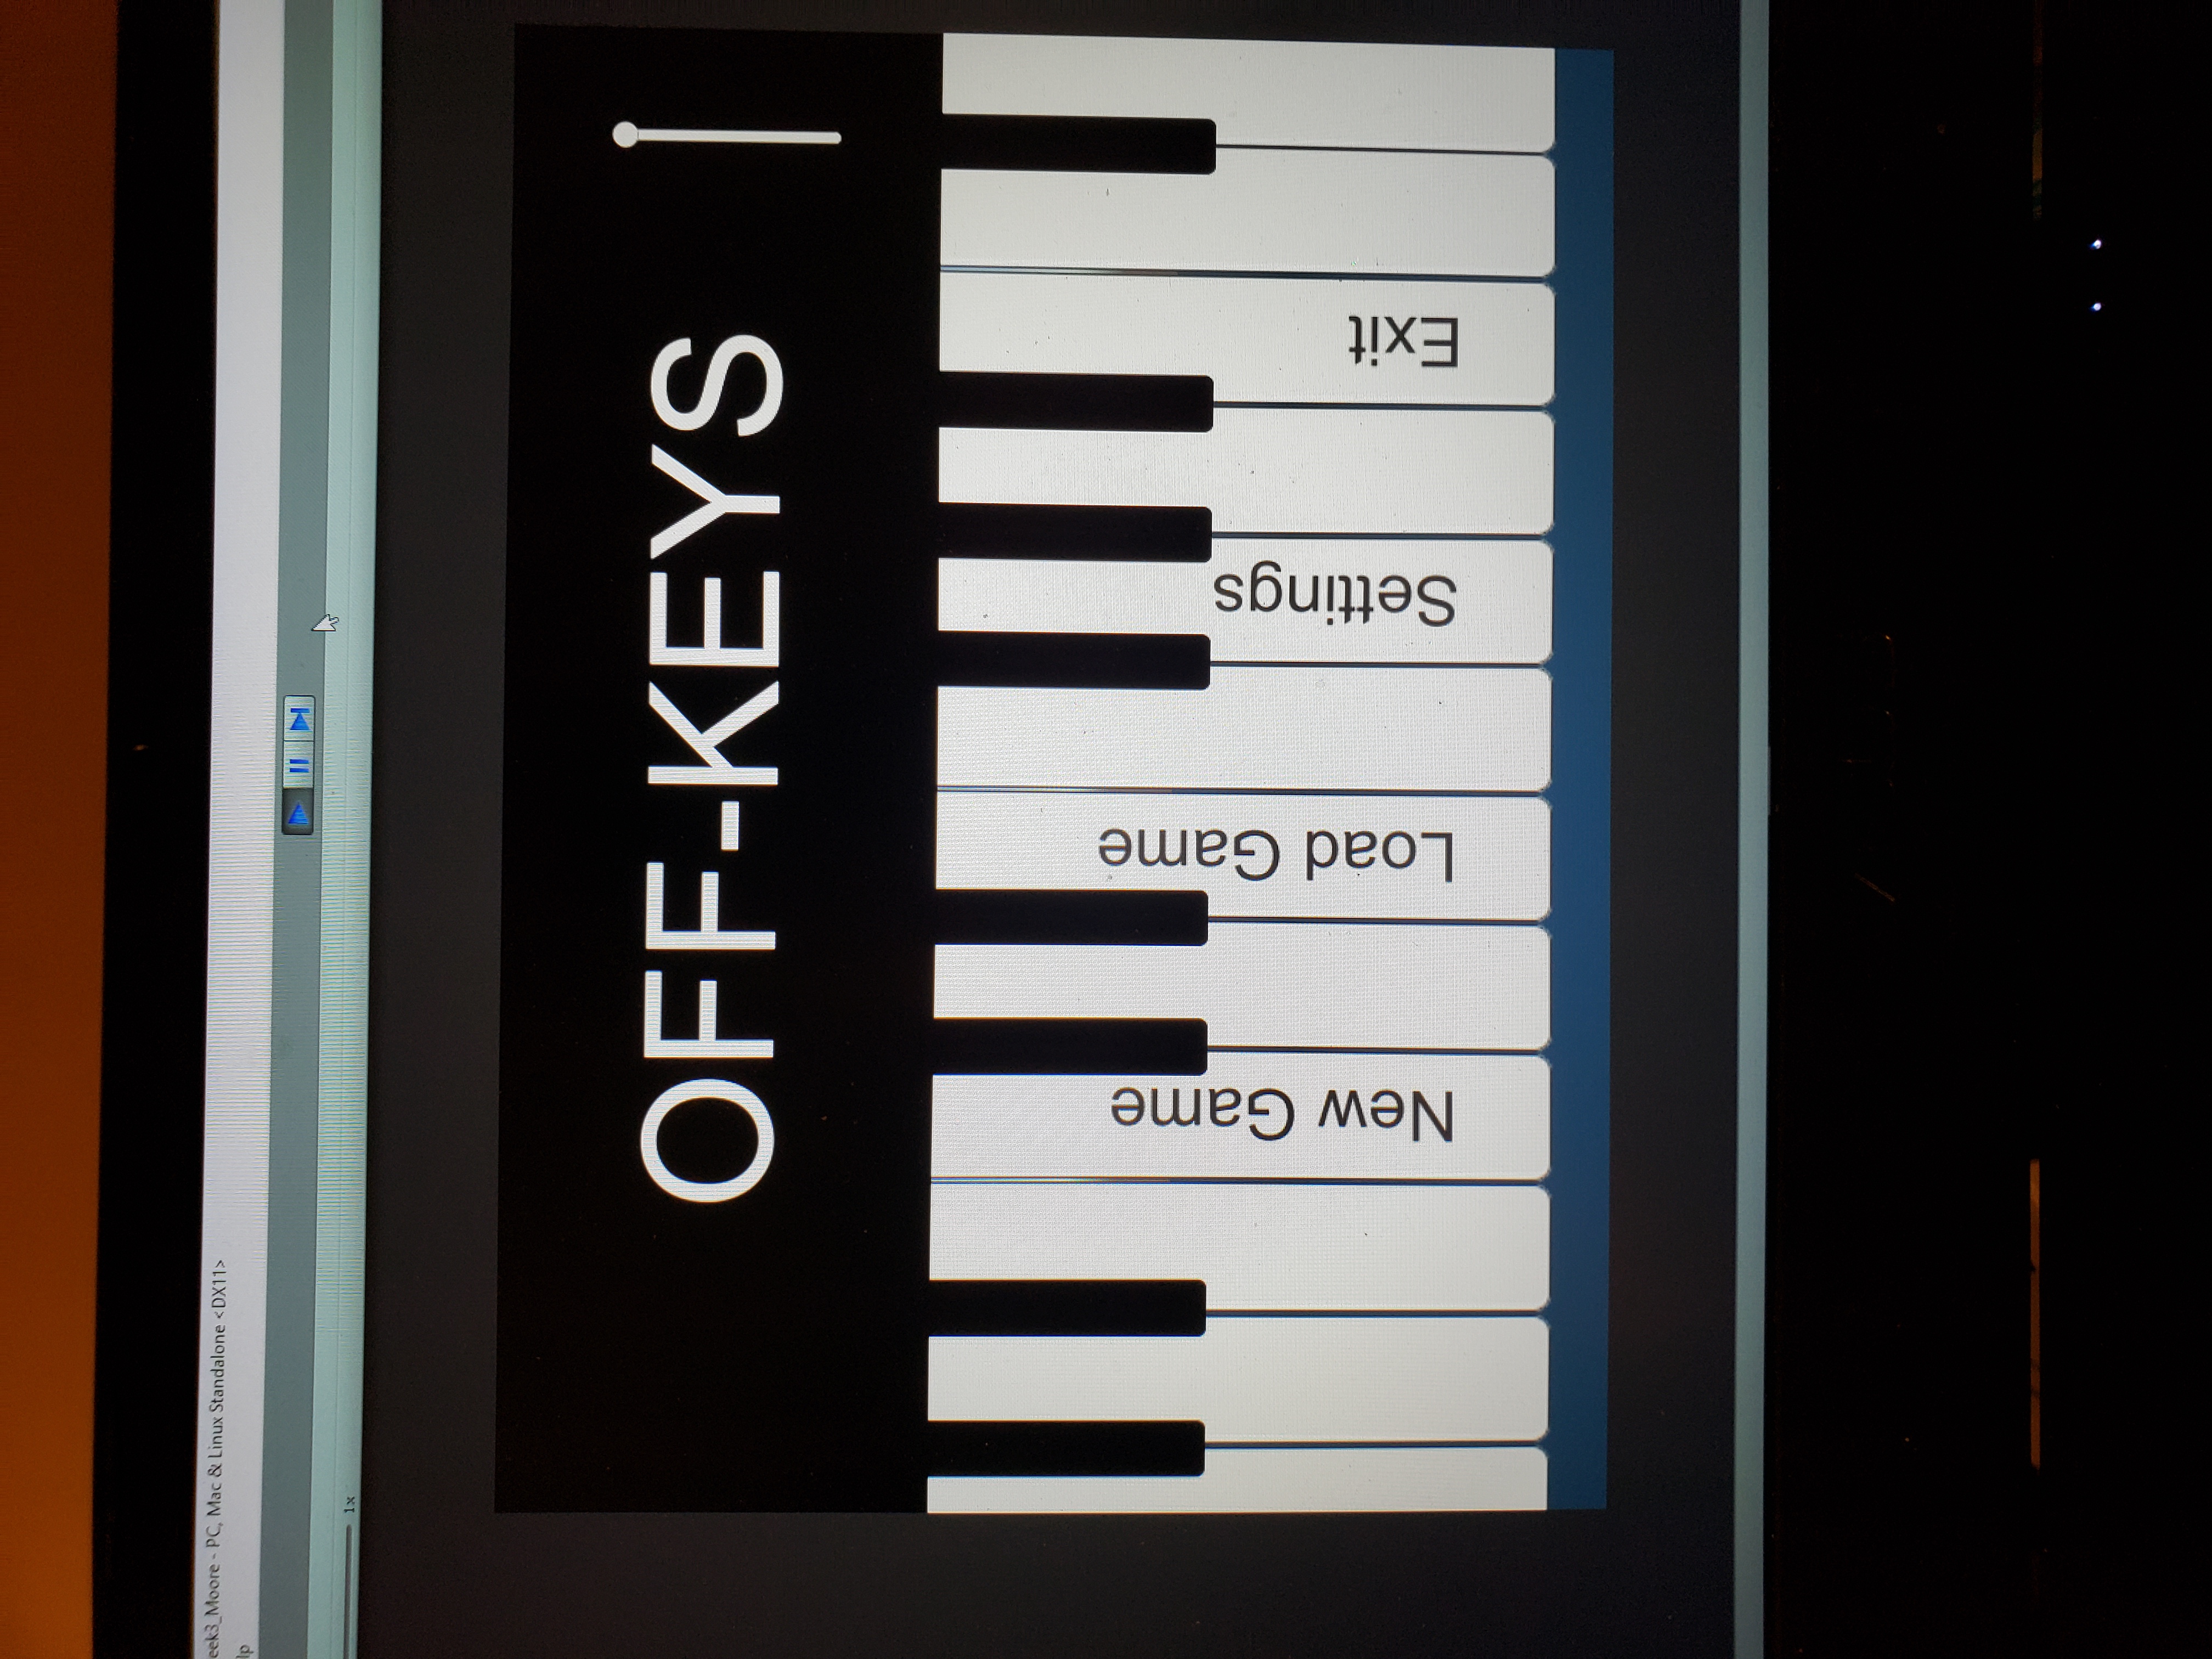 eek3_Moore - PC, Mac & Linux Standalone <DX11>
lp
1x
OFF-KEYS
New Game
Load Game
Settings
Exit